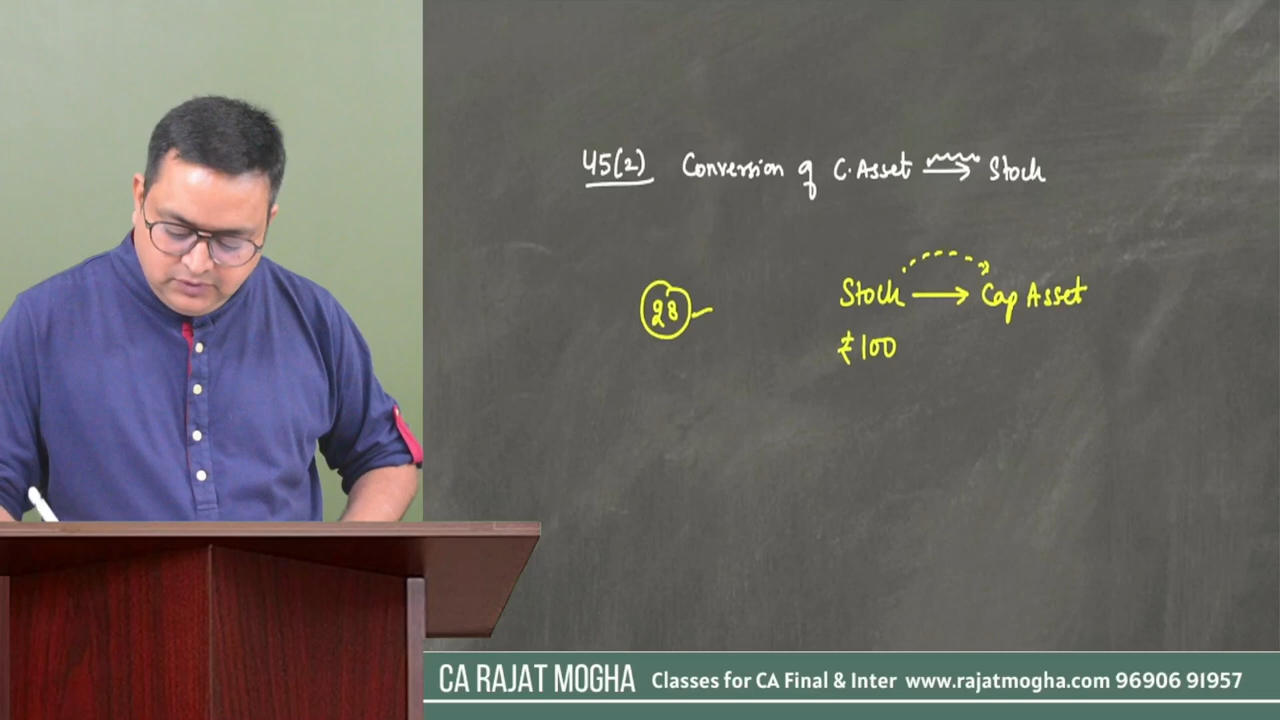 45(2) Conversion of C. Asset → Stock
28 Stock → Cap Asset
₹100
CA RAJAT MOGHA Classes for CA Final & Inter www.rajatmogha.com 96906 91957